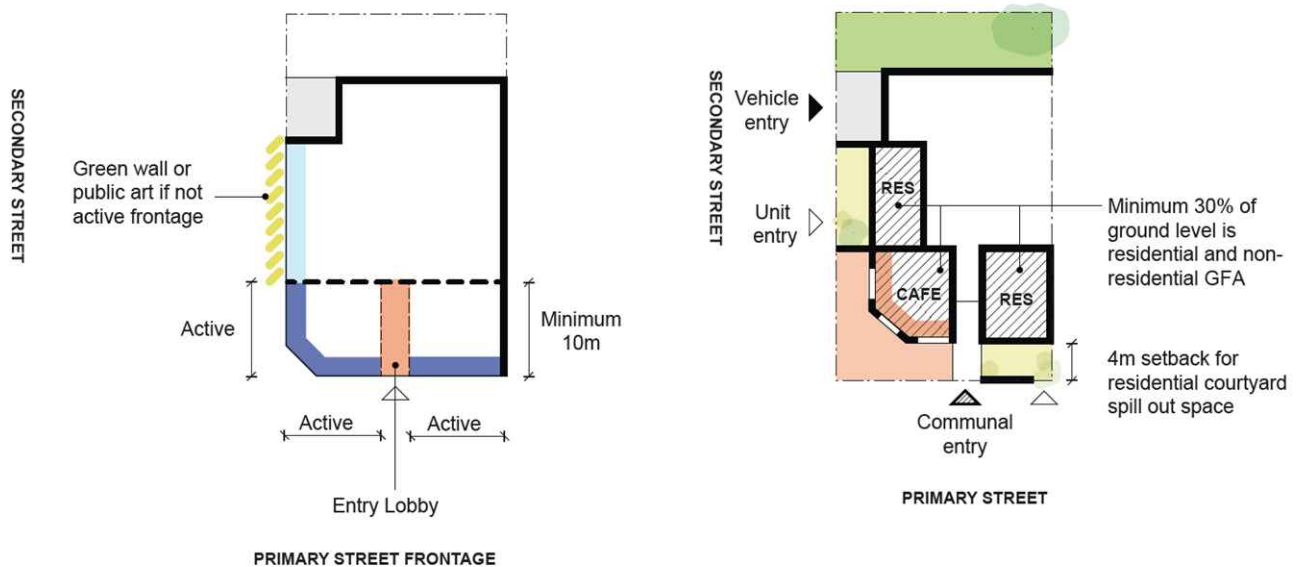 SECONDARY STREET
Green wall or
public art if not
active frontage
Active
Minimum
10m
Active
Active
Entry Lobby
PRIMARY STREET FRONTAGE
SECONDARY STREET
Vehicle
entry
Unit
entry
RES
CAFE
RES
Minimum 30% of
ground level is
residential and non-
residential GFA
4m setback for
residential courtyard
spill out space
Communal
entry
PRIMARY STREET